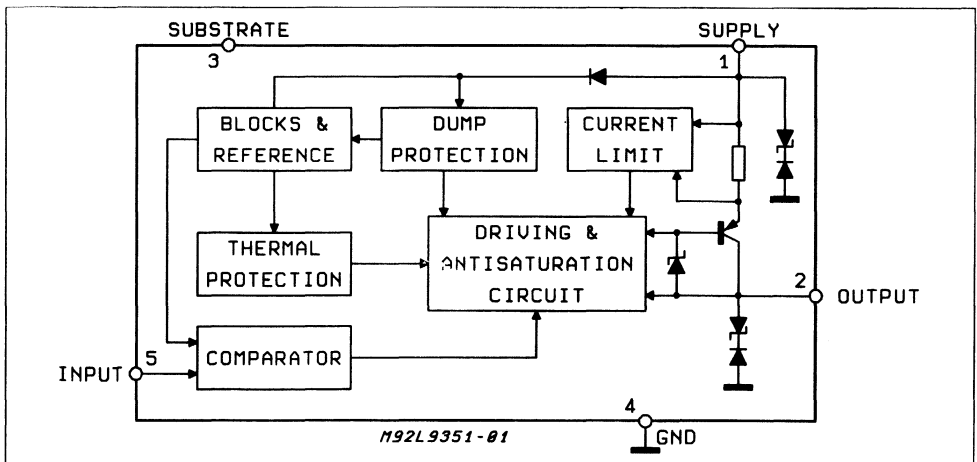 SUBSTRATE
3
SUPPLY
1
BLOCKS &
REFERENCE
DUMP
PROTECTION
CURRENT
LIMIT
THERMAL
PROTECTION
DRIVING &
ANTISATURATION
CIRCUIT
2
OUTPUT
COMPARATOR
5
INPUT
4
GND
M92L9351-01